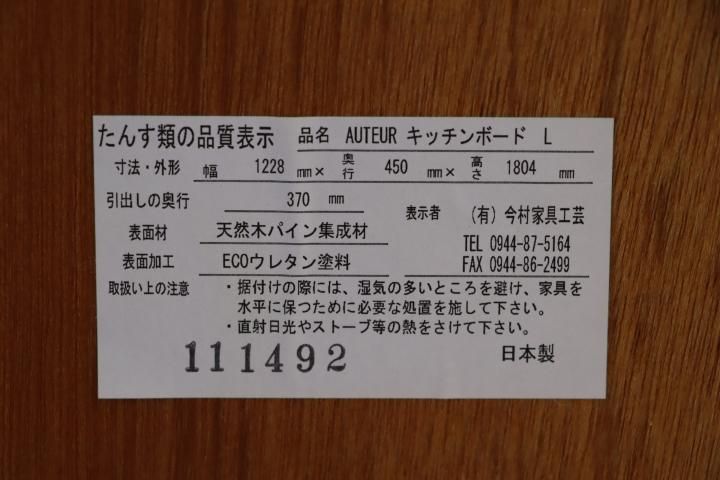 たんす類の品質表示 品名 AUTEUR キッチンボード L
寸法・外形 幅 1228 mm× 奥行 450 mm× 高さ 1804 mm
引出しの奥行 370 mm
表示者 (有) 今村家具工芸
表面材 天然木パイン集成材
TEL 0944-87-5164
表面加工 ECOウレタン塗料
FAX 0944-86-2499
取扱い上の注意 ・据付けの際には、湿気の多いところを避け、家具を
水平に保つために必要な処置を施して下さい。
・直射日光やストーブ等の熱をさけて下さい。
111492 日本製